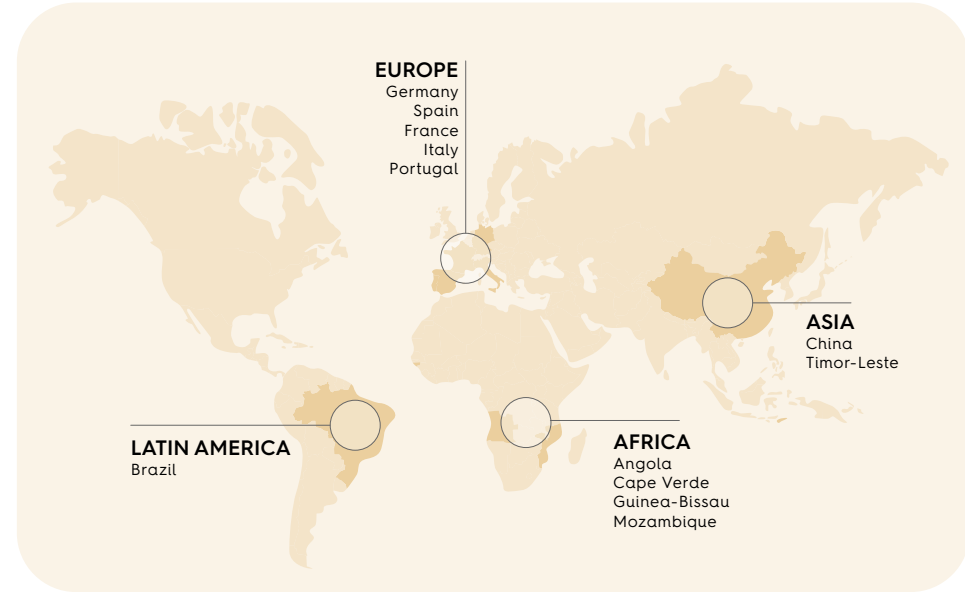 EUROPE
Germany
Spain
France
Italy
Portugal
ASIA
China
Timor-Leste
LATIN AMERICA
Brazil
AFRICA
Angola
Cape Verde
Guinea-Bissau
Mozambique